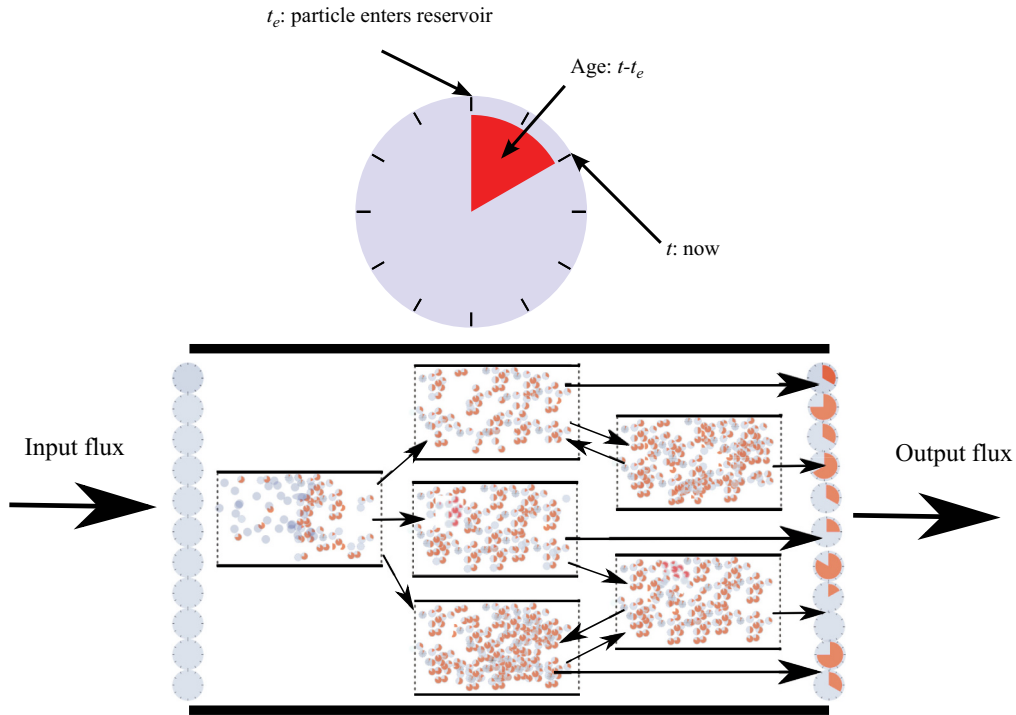 t_e: particle enters reservoir
Age: t-t_e
t: now
Input flux
Output flux